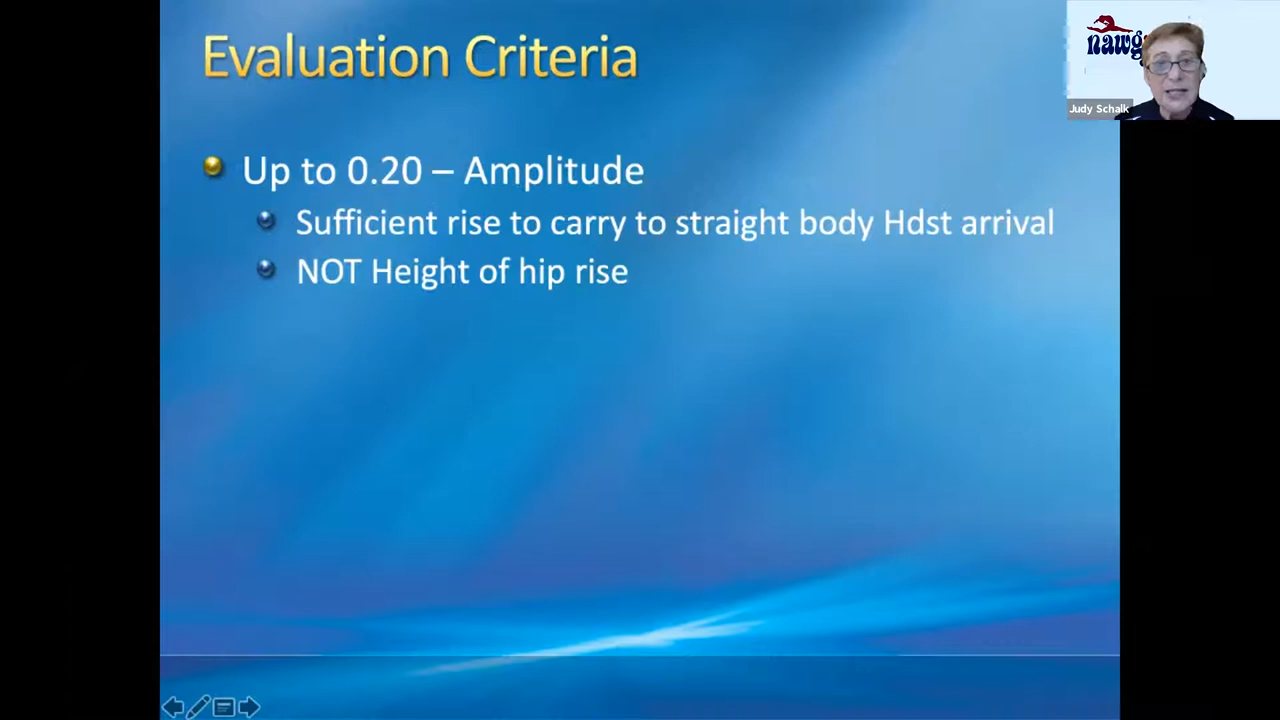 Evaluation Criteria
Up to 0.20 – Amplitude
Sufficient rise to carry to straight body Hdst arrival
NOT Height of hip rise
Judy Schalk